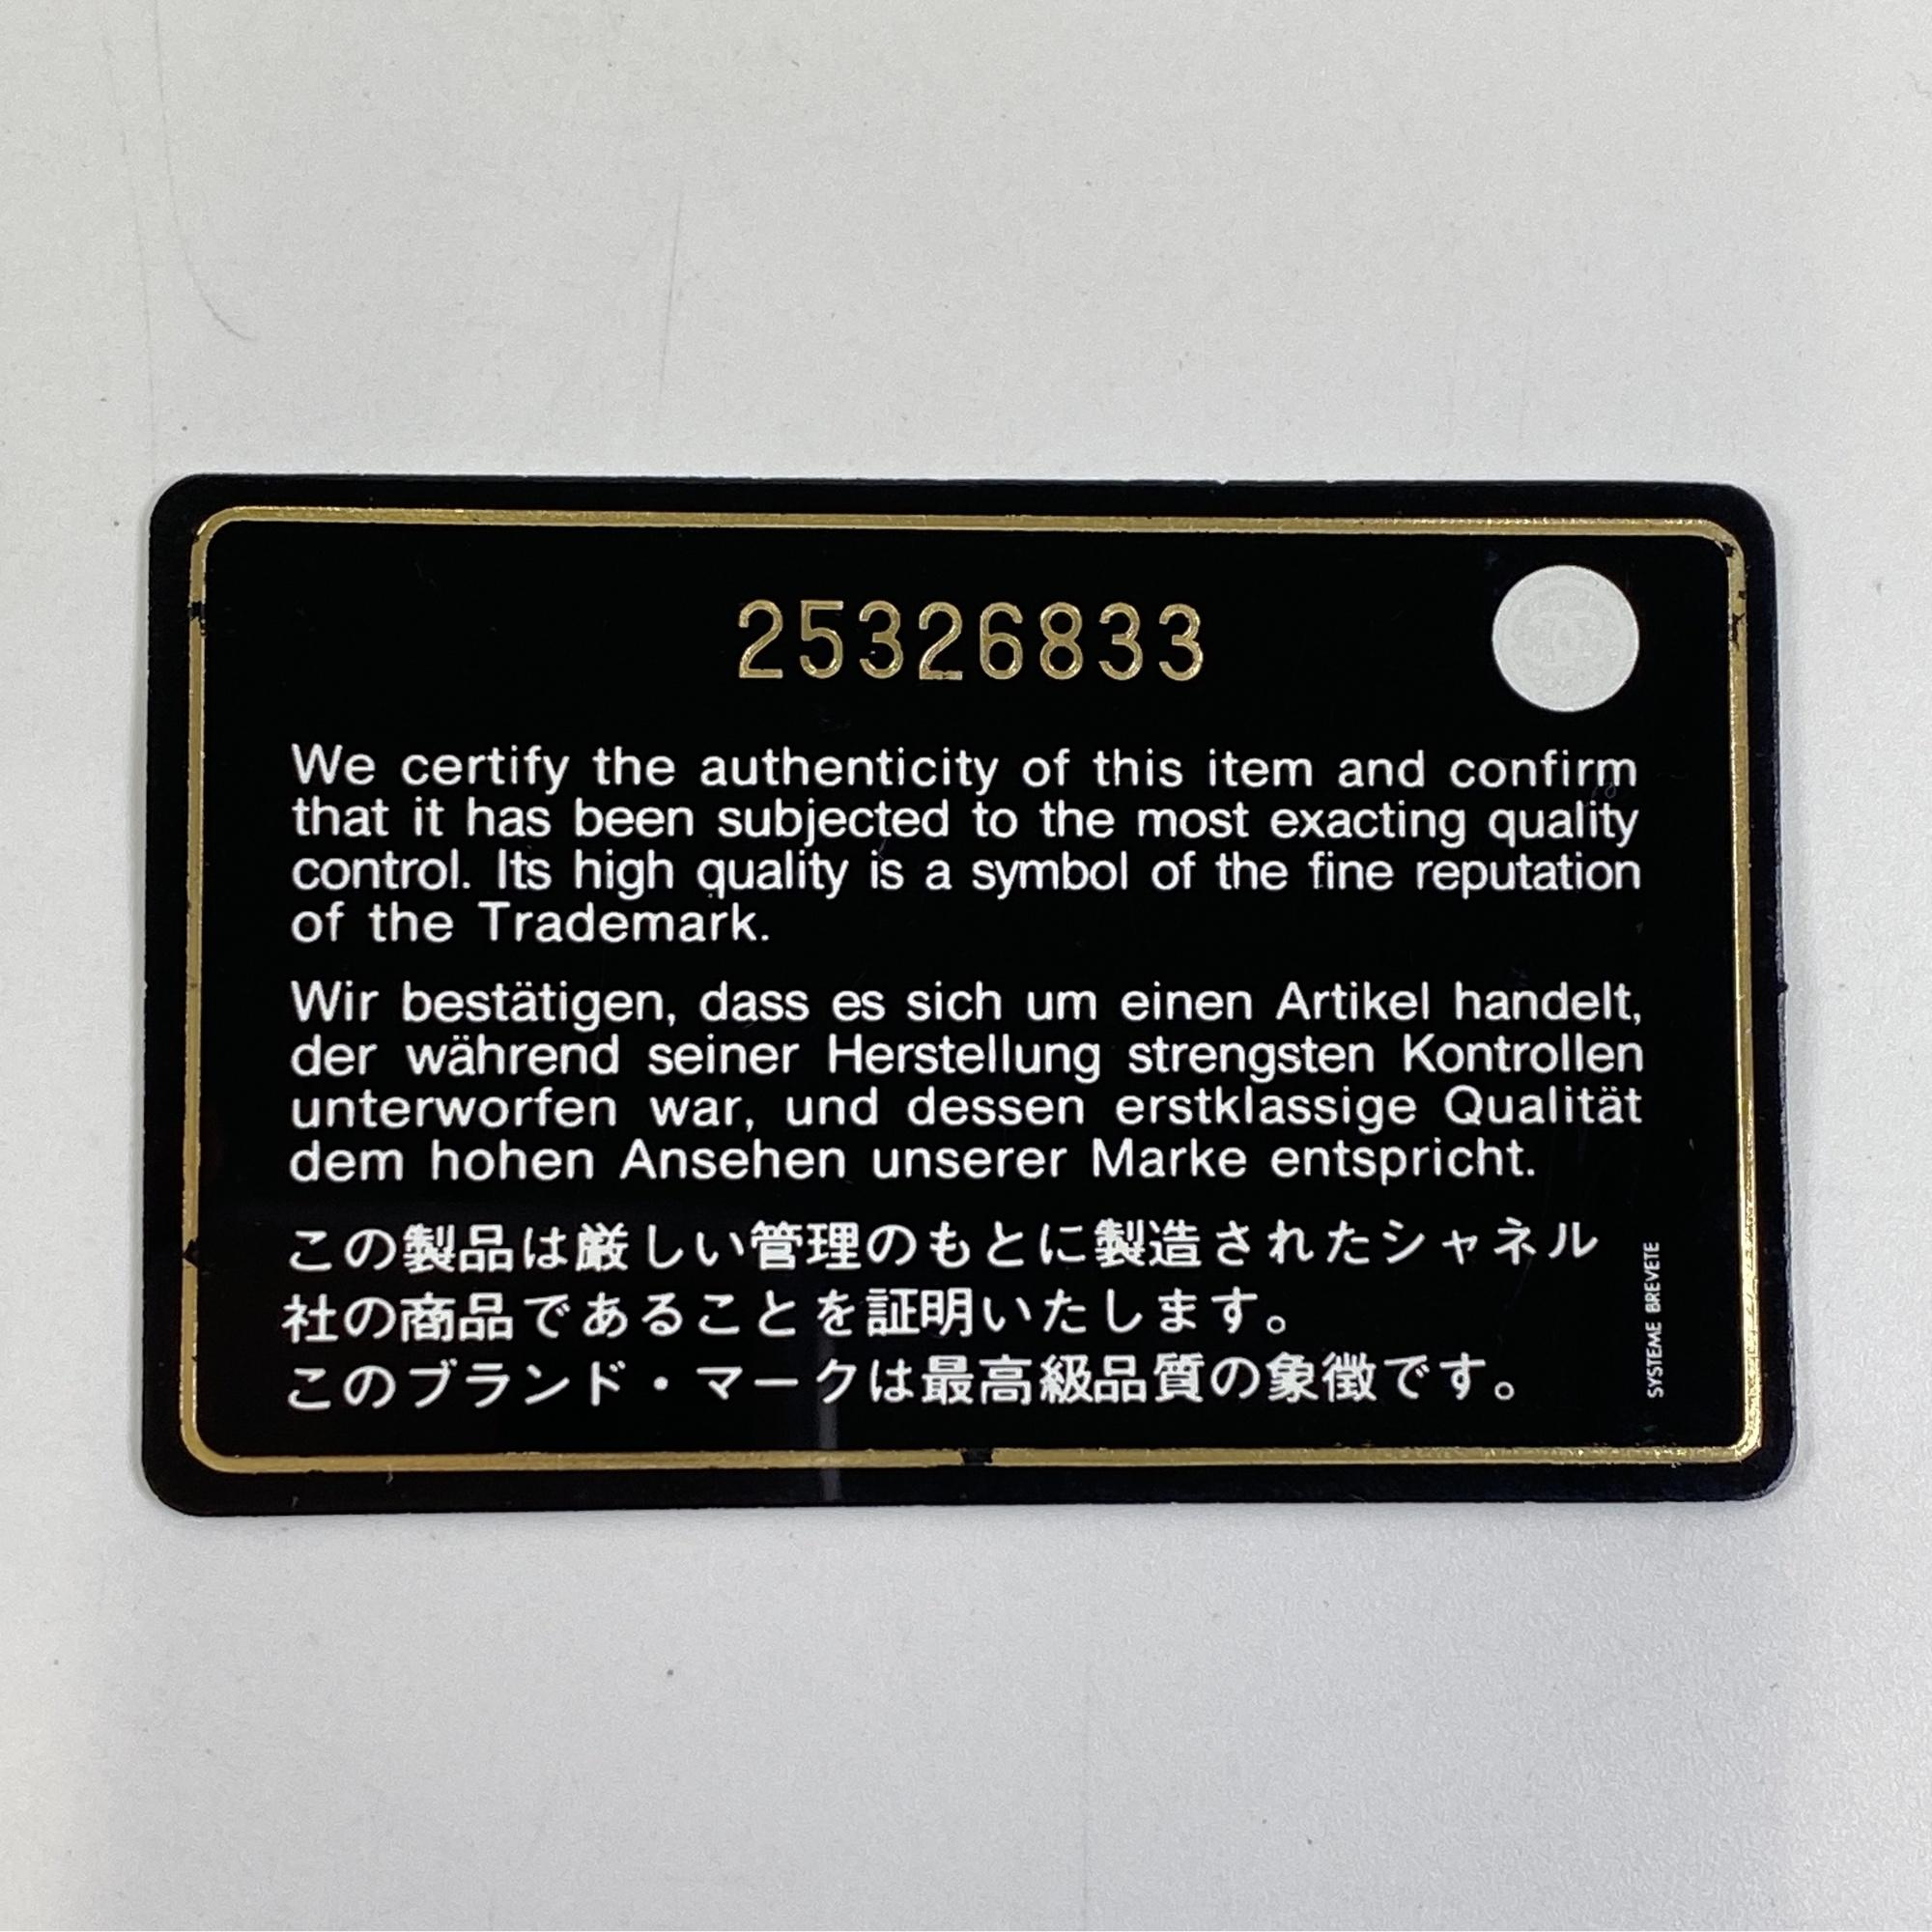 25326833
We certify the authenticity of this item and confirm
that it has been subjected to the most exacting quality
control. Its high quality is a symbol of the fine reputation
of the Trademark.
Wir bestätigen, dass es sich um einen Artikel handelt,
der während seiner Herstellung strengsten Kontrollen
unterworfen war, und dessen erstklassige Qualität
dem hohen Ansehen unserer Marke entspricht.
この製品は厳しい管理のもとに製造されたシャネル
社の商品であることを証明いたします。
このブランド・マークは最高級品質の象徴です。
SYSTEME BREVETE